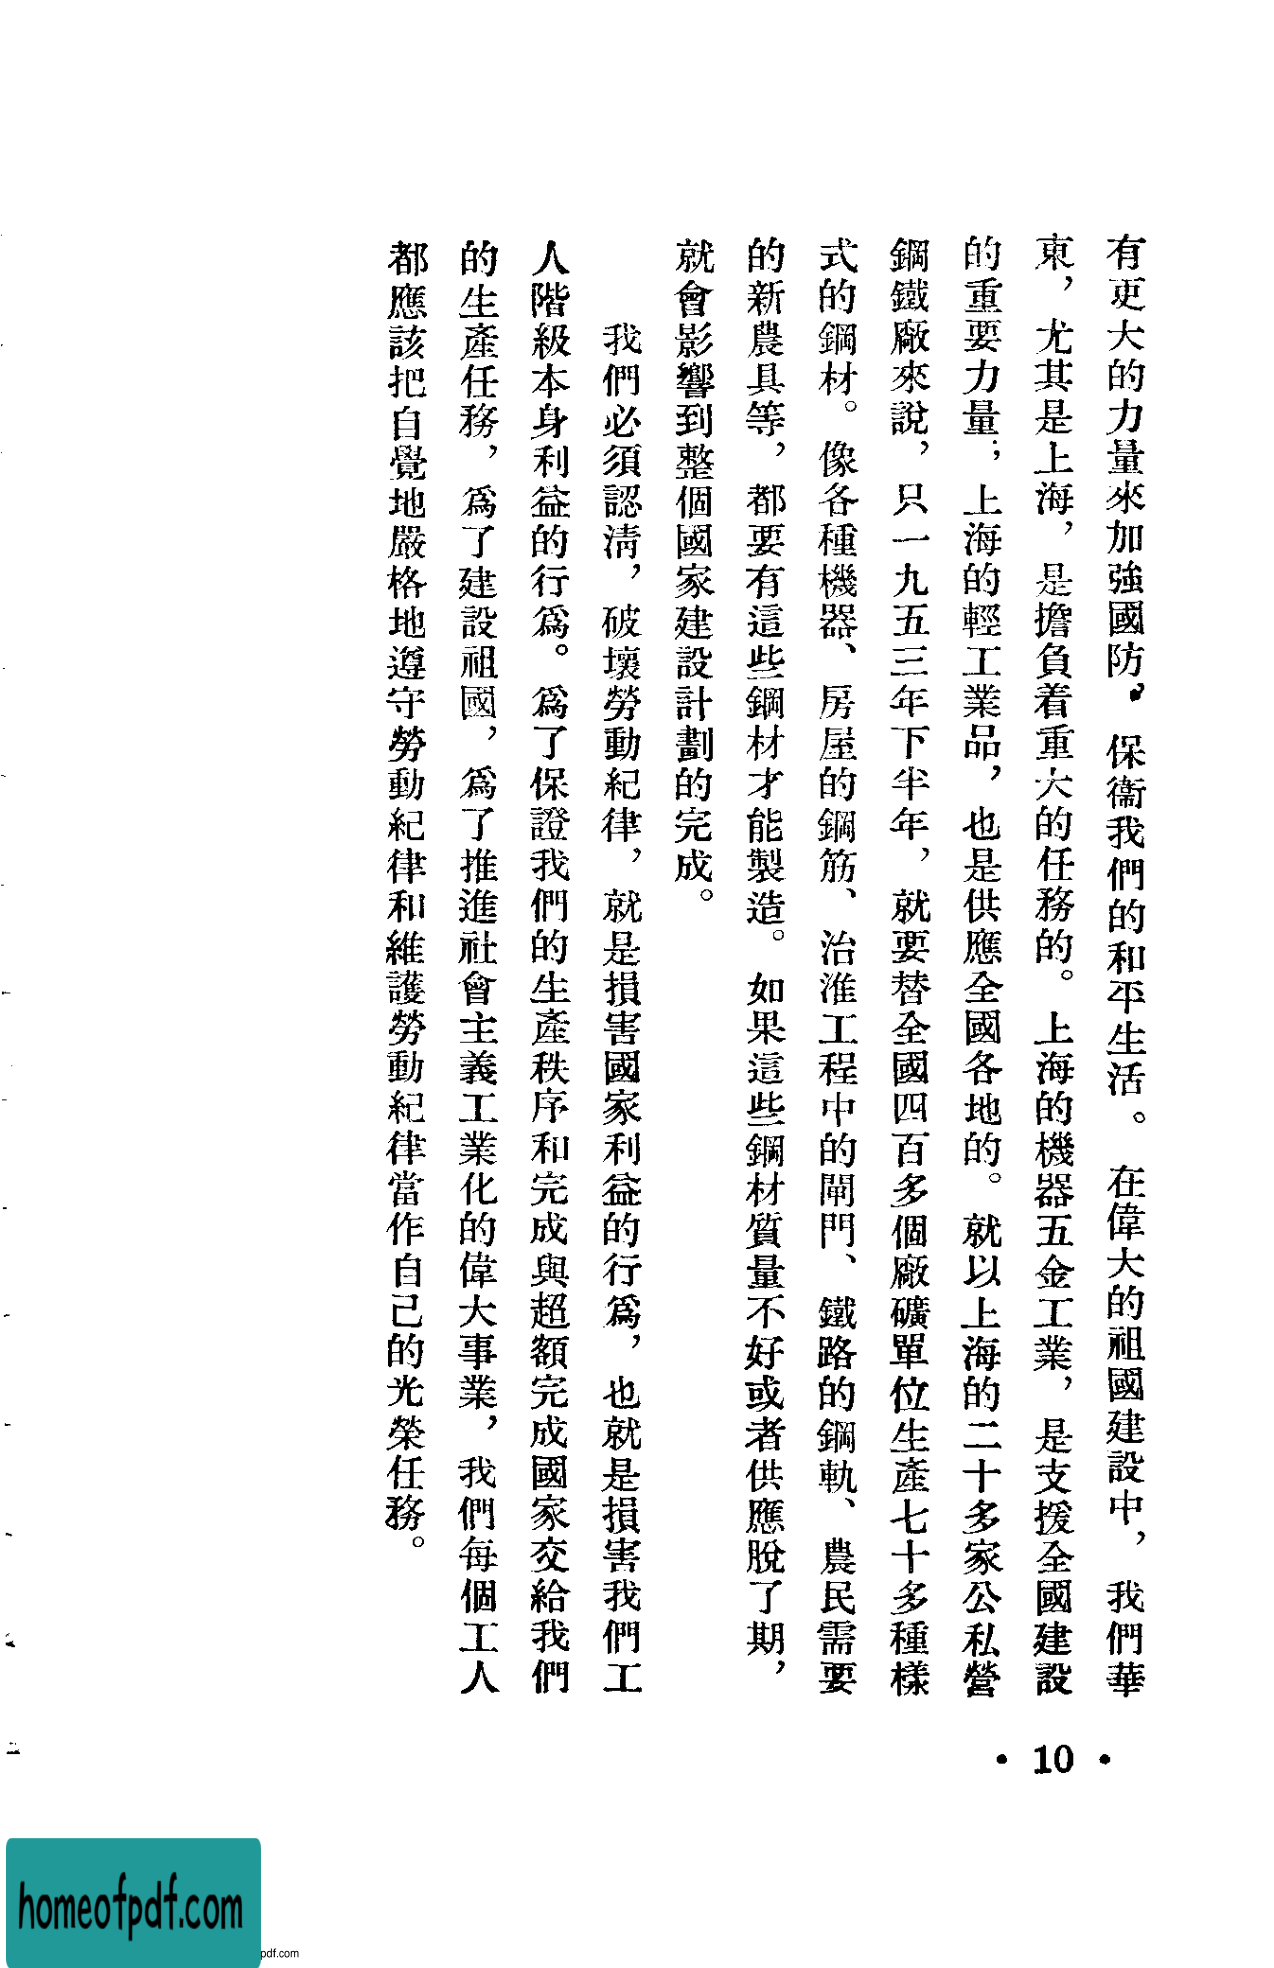 有更大的力量來加強國防，保衞我們的和平生活。在偉大的祖國建設中，我們華
東，尤其是上海，是擔負着重大的任務的。上海的機器五金工業，是支援全國建設
的重要力量；上海的輕工業品，也是供應全國各地的。就以上海的二十多家公私營
鋼鐵廠來說，只一九五三年下半年，就要替全國四百多個廠礦單位生產七十多種樣
式的鋼材。像各種機器、房屋的鋼筋、治淮工程中的閘門、鐵路的鋼軌、農民需要
的新農具等，都要有這些鋼材才能製造。如果這些鋼材質量不好或者供應脫了期，
就會影響到整個國家建設計劃的完成。
我們必須認清，破壞勞動紀律，就是損害國家利益的行爲，也就是損害我們工
人階級本身利益的行爲。爲了保證我們的生產秩序和完成與超額完成國家交給我們
的生產任務，爲了建設祖國，爲了推進社會主義工業化的偉大事業，我們每個工人
都應該把自覺地嚴格地遵守勞動紀律和維護勞動紀律當作自己的光榮任務。
• 10 •
homeofpdf.com
pdf.com